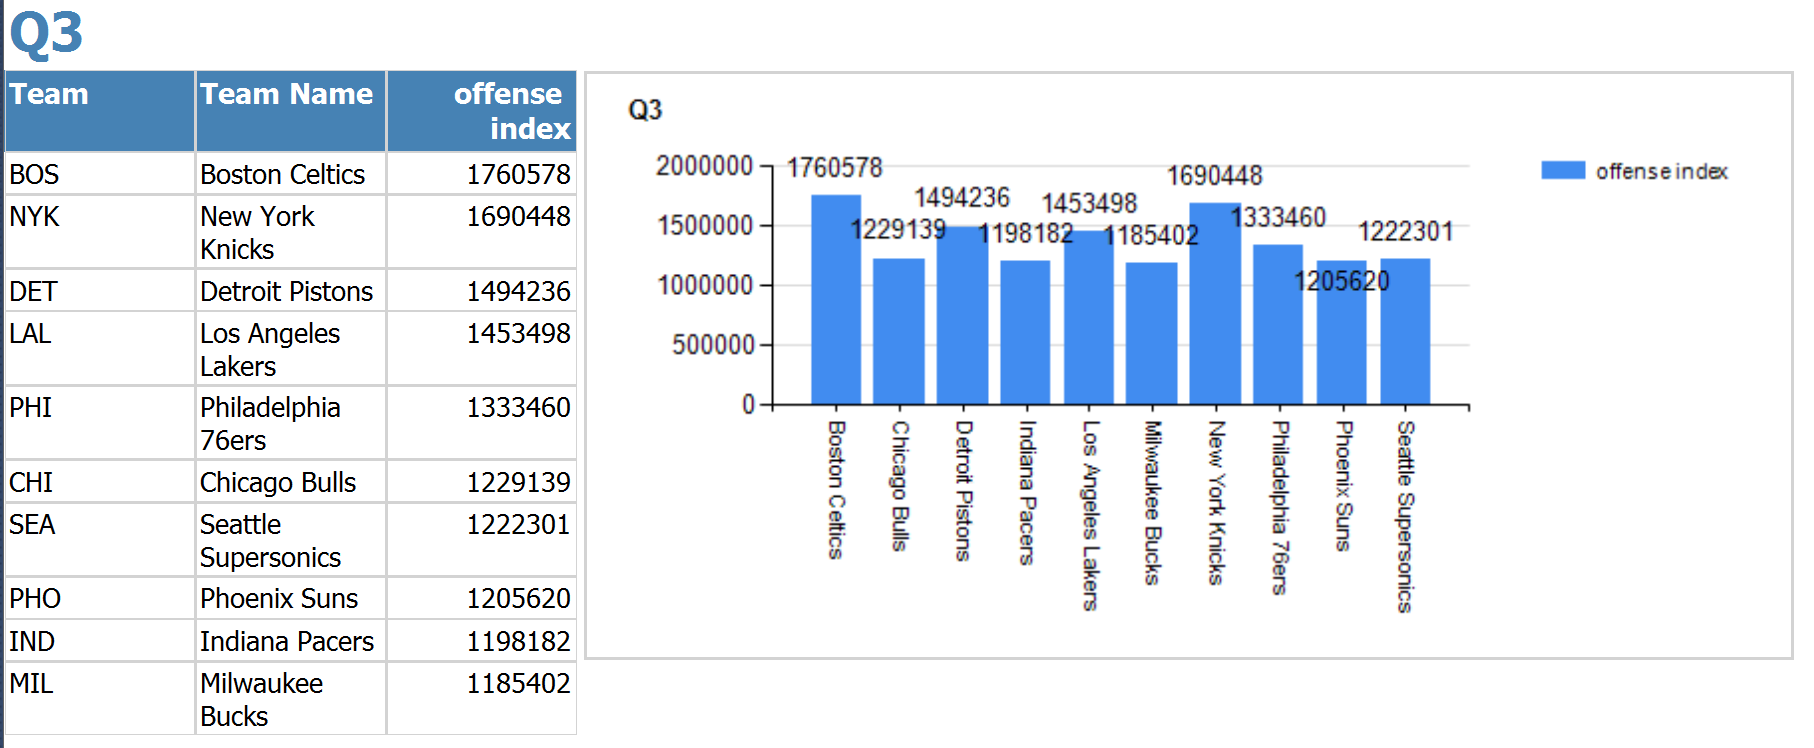 Q3
Team Team Name offense
index
BOS Boston Celtics 1760578
NYK New York 1690448
Knicks
DET Detroit Pistons 1494236
LAL Los Angeles 1453498
Lakers
PHI Philadelphia 1333460
76ers
CHI Chicago Bulls 1229139
SEA Seattle 1222301
Supersonics
PHO Phoenix Suns 1205620
IND Indiana Pacers 1198182
MIL Milwaukee 1185402
Bucks
Q3
2000000
1500000
1000000
500000
0
1760578
1229139
1494236
1198182
1453498
1185402
1690448
1333460
1205620
1222301
Boston Celtics
Chicago Bulls
Detroit Pistons
Indiana Pacers
Los Angeles Lakers
Milwaukee Bucks
New York Knicks
Philadelphia 76ers
Phoenix Suns
Seattle Supersonics
offense index